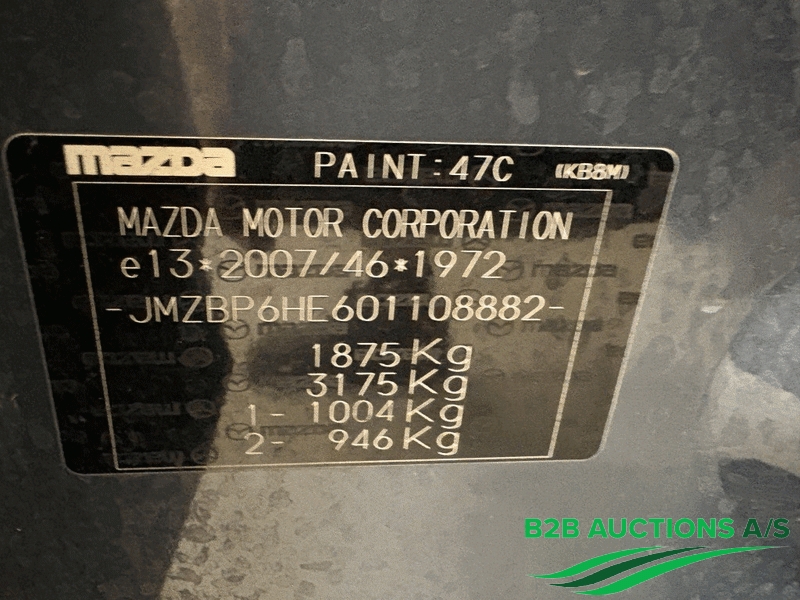 mazda PAINT:47C (KB8M)
MAZDA MOTOR CORPORATION
e13*2007/46*1972
-JMZBP6HE601108882-
1875Kg
3175Kg
1- 1004Kg
2- 946Kg
B2B AUCTIONS A/S